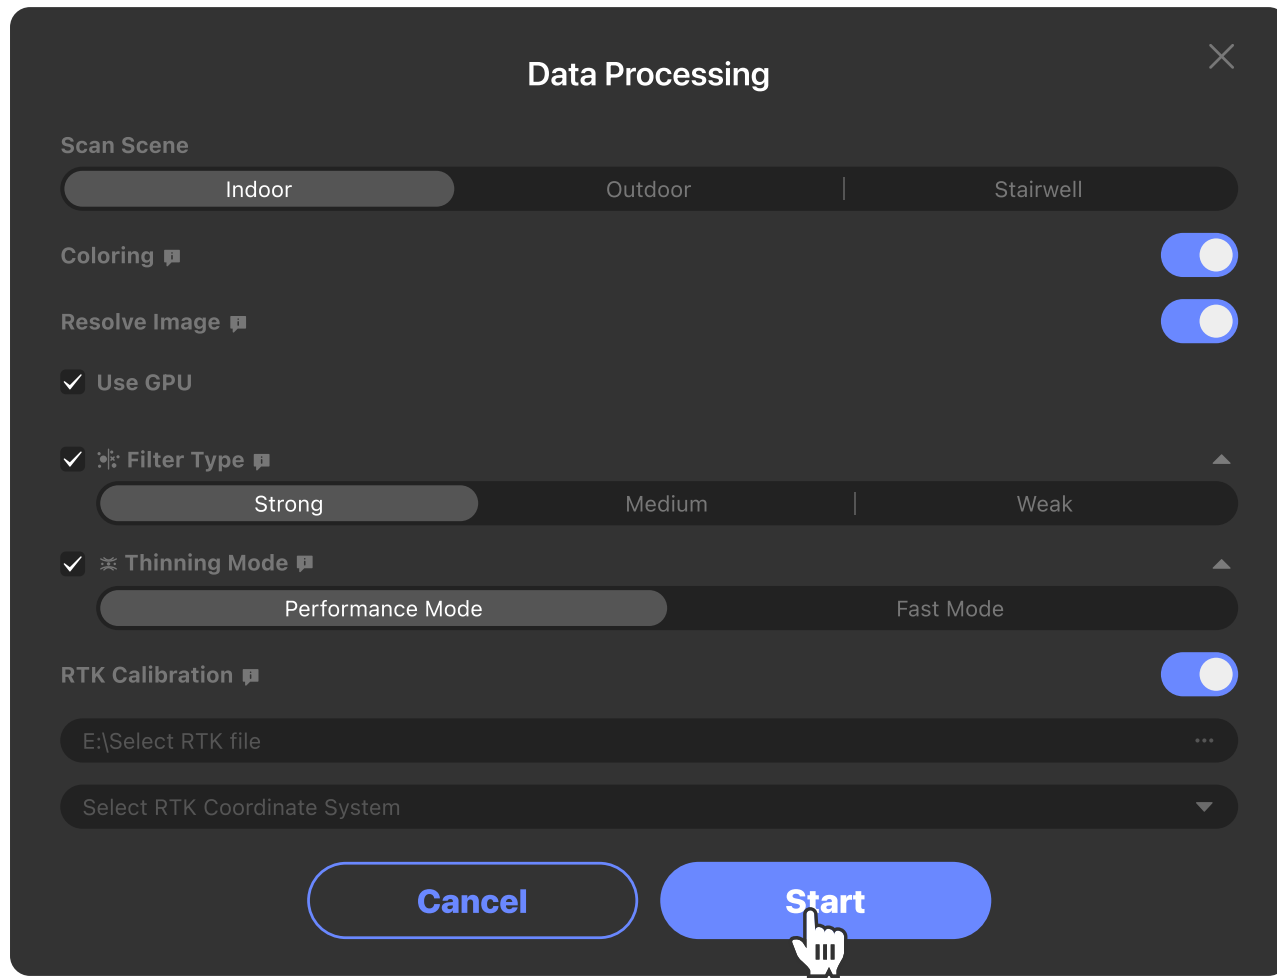 Data Processing
Scan Scene
Indoor Outdoor Stairwell
Coloring
Resolve Image
Use GPU
Filter Type
Strong Medium Weak
Thinning Mode
Performance Mode Fast Mode
RTK Calibration
E:\Select RTK file ...
Select RTK Coordinate System
Cancel Start